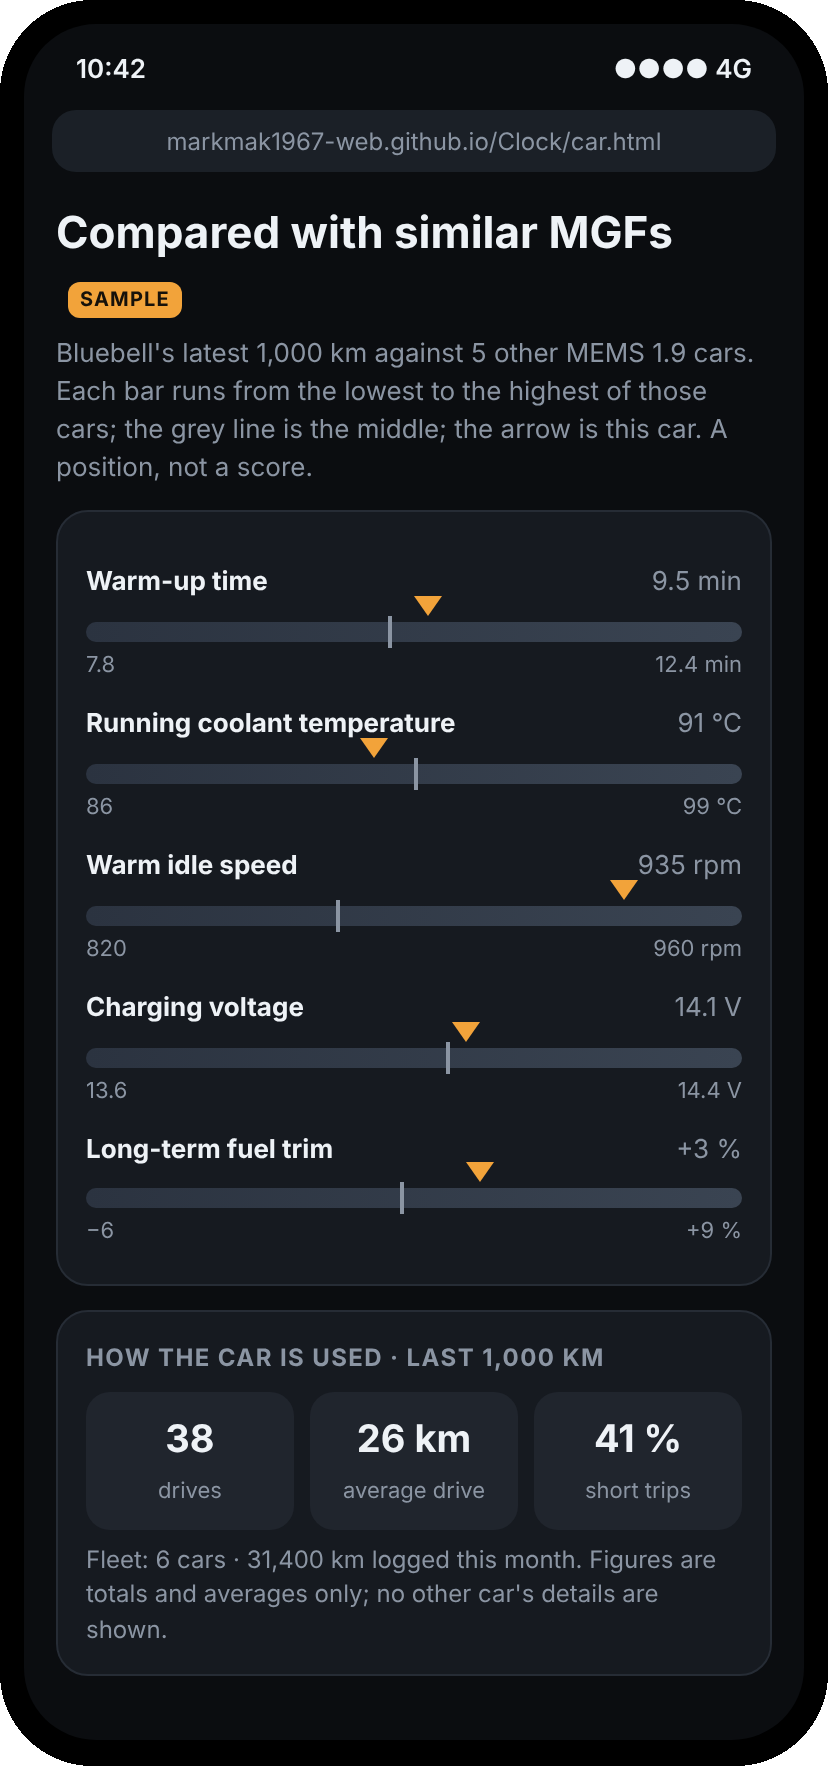 10:42
4G
markmak1967-web.github.io/Clock/car.html
Compared with similar MGFs
SAMPLE
Bluebell's latest 1,000 km against 5 other MEMS 1.9 cars.
Each bar runs from the lowest to the highest of those
cars; the grey line is the middle; the arrow is this car. A
position, not a score.
Warm-up time 9.5 min
7.8 12.4 min
Running coolant temperature 91 °C
86 99 °C
Warm idle speed 935 rpm
820 960 rpm
Charging voltage 14.1 V
13.6 14.4 V
Long-term fuel trim +3 %
−6 +9 %
HOW THE CAR IS USED · LAST 1,000 KM
38 26 km 41 %
drives average drive short trips
Fleet: 6 cars · 31,400 km logged this month. Figures are
totals and averages only; no other car's details are
shown.